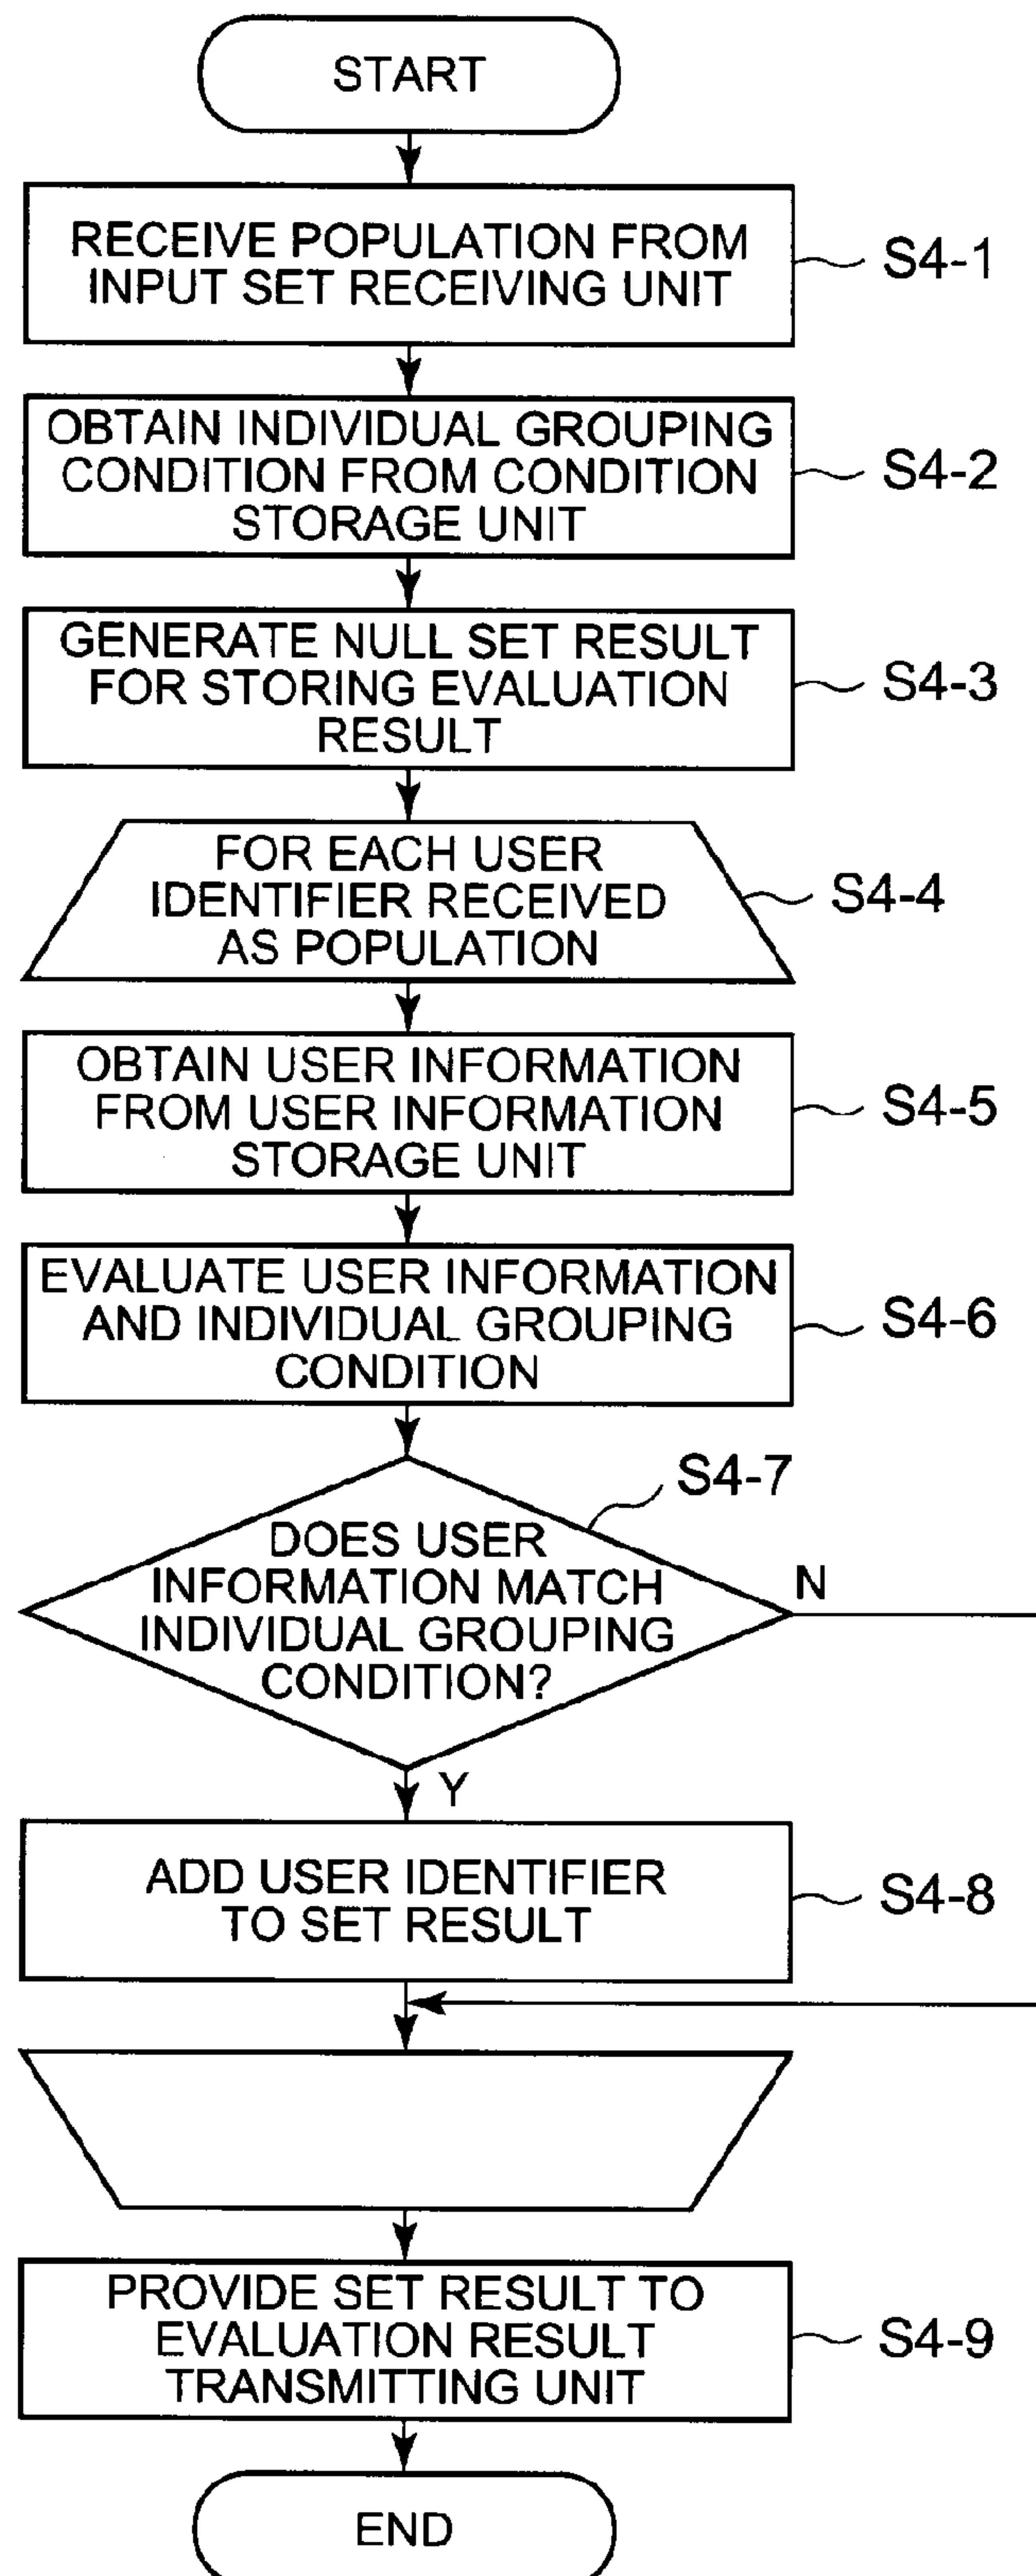 START
RECEIVE POPULATION FROM
INPUT SET RECEIVING UNIT
S4-1
OBTAIN INDIVIDUAL GROUPING
CONDITION FROM CONDITION
STORAGE UNIT
S4-2
GENERATE NULL SET RESULT
FOR STORING EVALUATION
RESULT
S4-3
FOR EACH USER
IDENTIFIER RECEIVED
AS POPULATION
S4-4
OBTAIN USER INFORMATION
FROM USER INFORMATION
STORAGE UNIT
S4-5
EVALUATE USER INFORMATION
AND INDIVIDUAL GROUPING
CONDITION
S4-6
S4-7
DOES USER
INFORMATION MATCH
INDIVIDUAL GROUPING
CONDITION?
N
Y
ADD USER IDENTIFIER
TO SET RESULT
S4-8
PROVIDE SET RESULT TO
EVALUATION RESULT
TRANSMITTING UNIT
S4-9
END